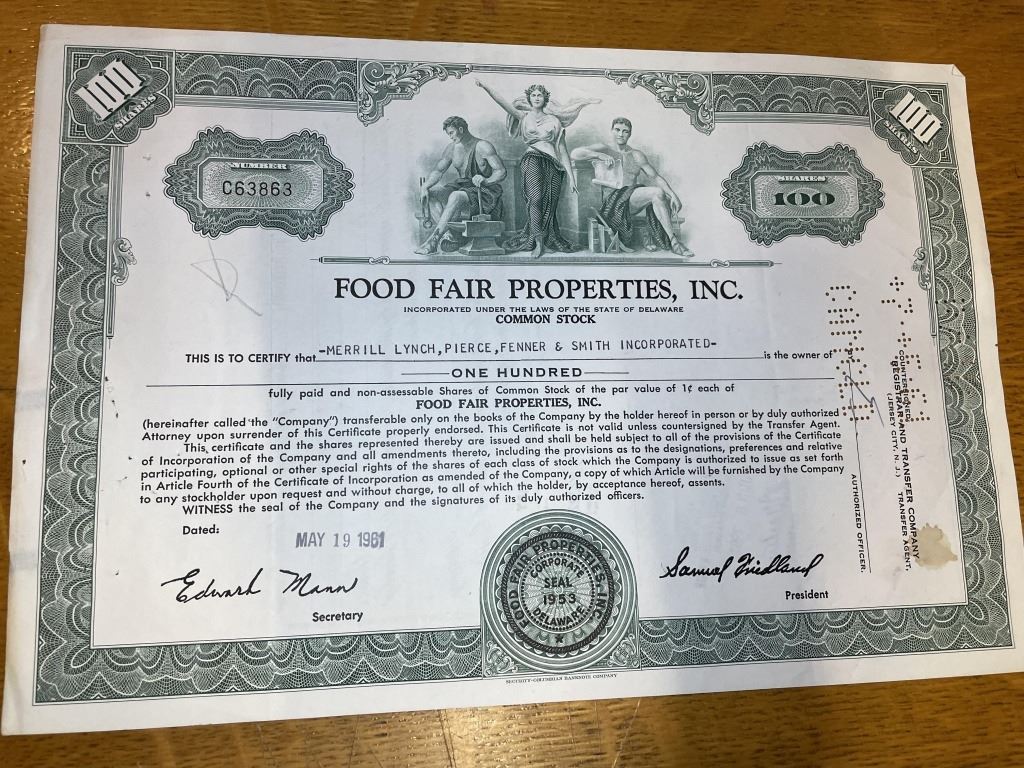 100
SHARES
100
SHARES
NUMBER
C63863
SHARES
100
FOOD FAIR PROPERTIES, INC.
INCORPORATED UNDER THE LAWS OF THE STATE OF DELAWARE
COMMON STOCK
THIS IS TO CERTIFY that -MERRILL LYNCH,PIERCE,FENNER & SMITH INCORPORATED- is the owner of
ONE HUNDRED
fully paid and non-assessable Shares of Common Stock of the par value of 1¢ each of
FOOD FAIR PROPERTIES, INC.
(hereinafter called the "Company") transferable only on the books of the Company by the holder hereof in person or by duly authorized
Attorney upon surrender of this Certificate properly endorsed. This Certificate is not valid unless countersigned by the Transfer Agent.
This certificate and the shares represented thereby are issued and shall be held subject to all of the provisions of the Certificate
of Incorporation of the Company and all amendments thereto, including the provisions as to the designations, preferences and relative
participating, optional or other special rights of the shares of each class of stock which the Company is authorized to issue as set forth
in Article Fourth of the Certificate of Incorporation as amended of the Company, a copy of which Article will be furnished by the Company
to any stockholder upon request and without charge, to all of which the holder, by acceptance hereof, assents.
WITNESS the seal of the Company and the signatures of its duly authorized officers.
Dated:
MAY 19 1961
Edward Mann
Secretary
FOOD FAIR PROPERTIES, INC.
CORPORATE
SEAL
1953
DELAWARE
Samuel Friedland
President
COUNTERSIGNED:
REGISTRAR AND TRANSFER COMPANY
(JERSEY CITY, N. J.) TRANSFER AGENT,
BY
AUTHORIZED OFFICER.
SECURITY-COLUMBIAN BANKNOTE COMPANY